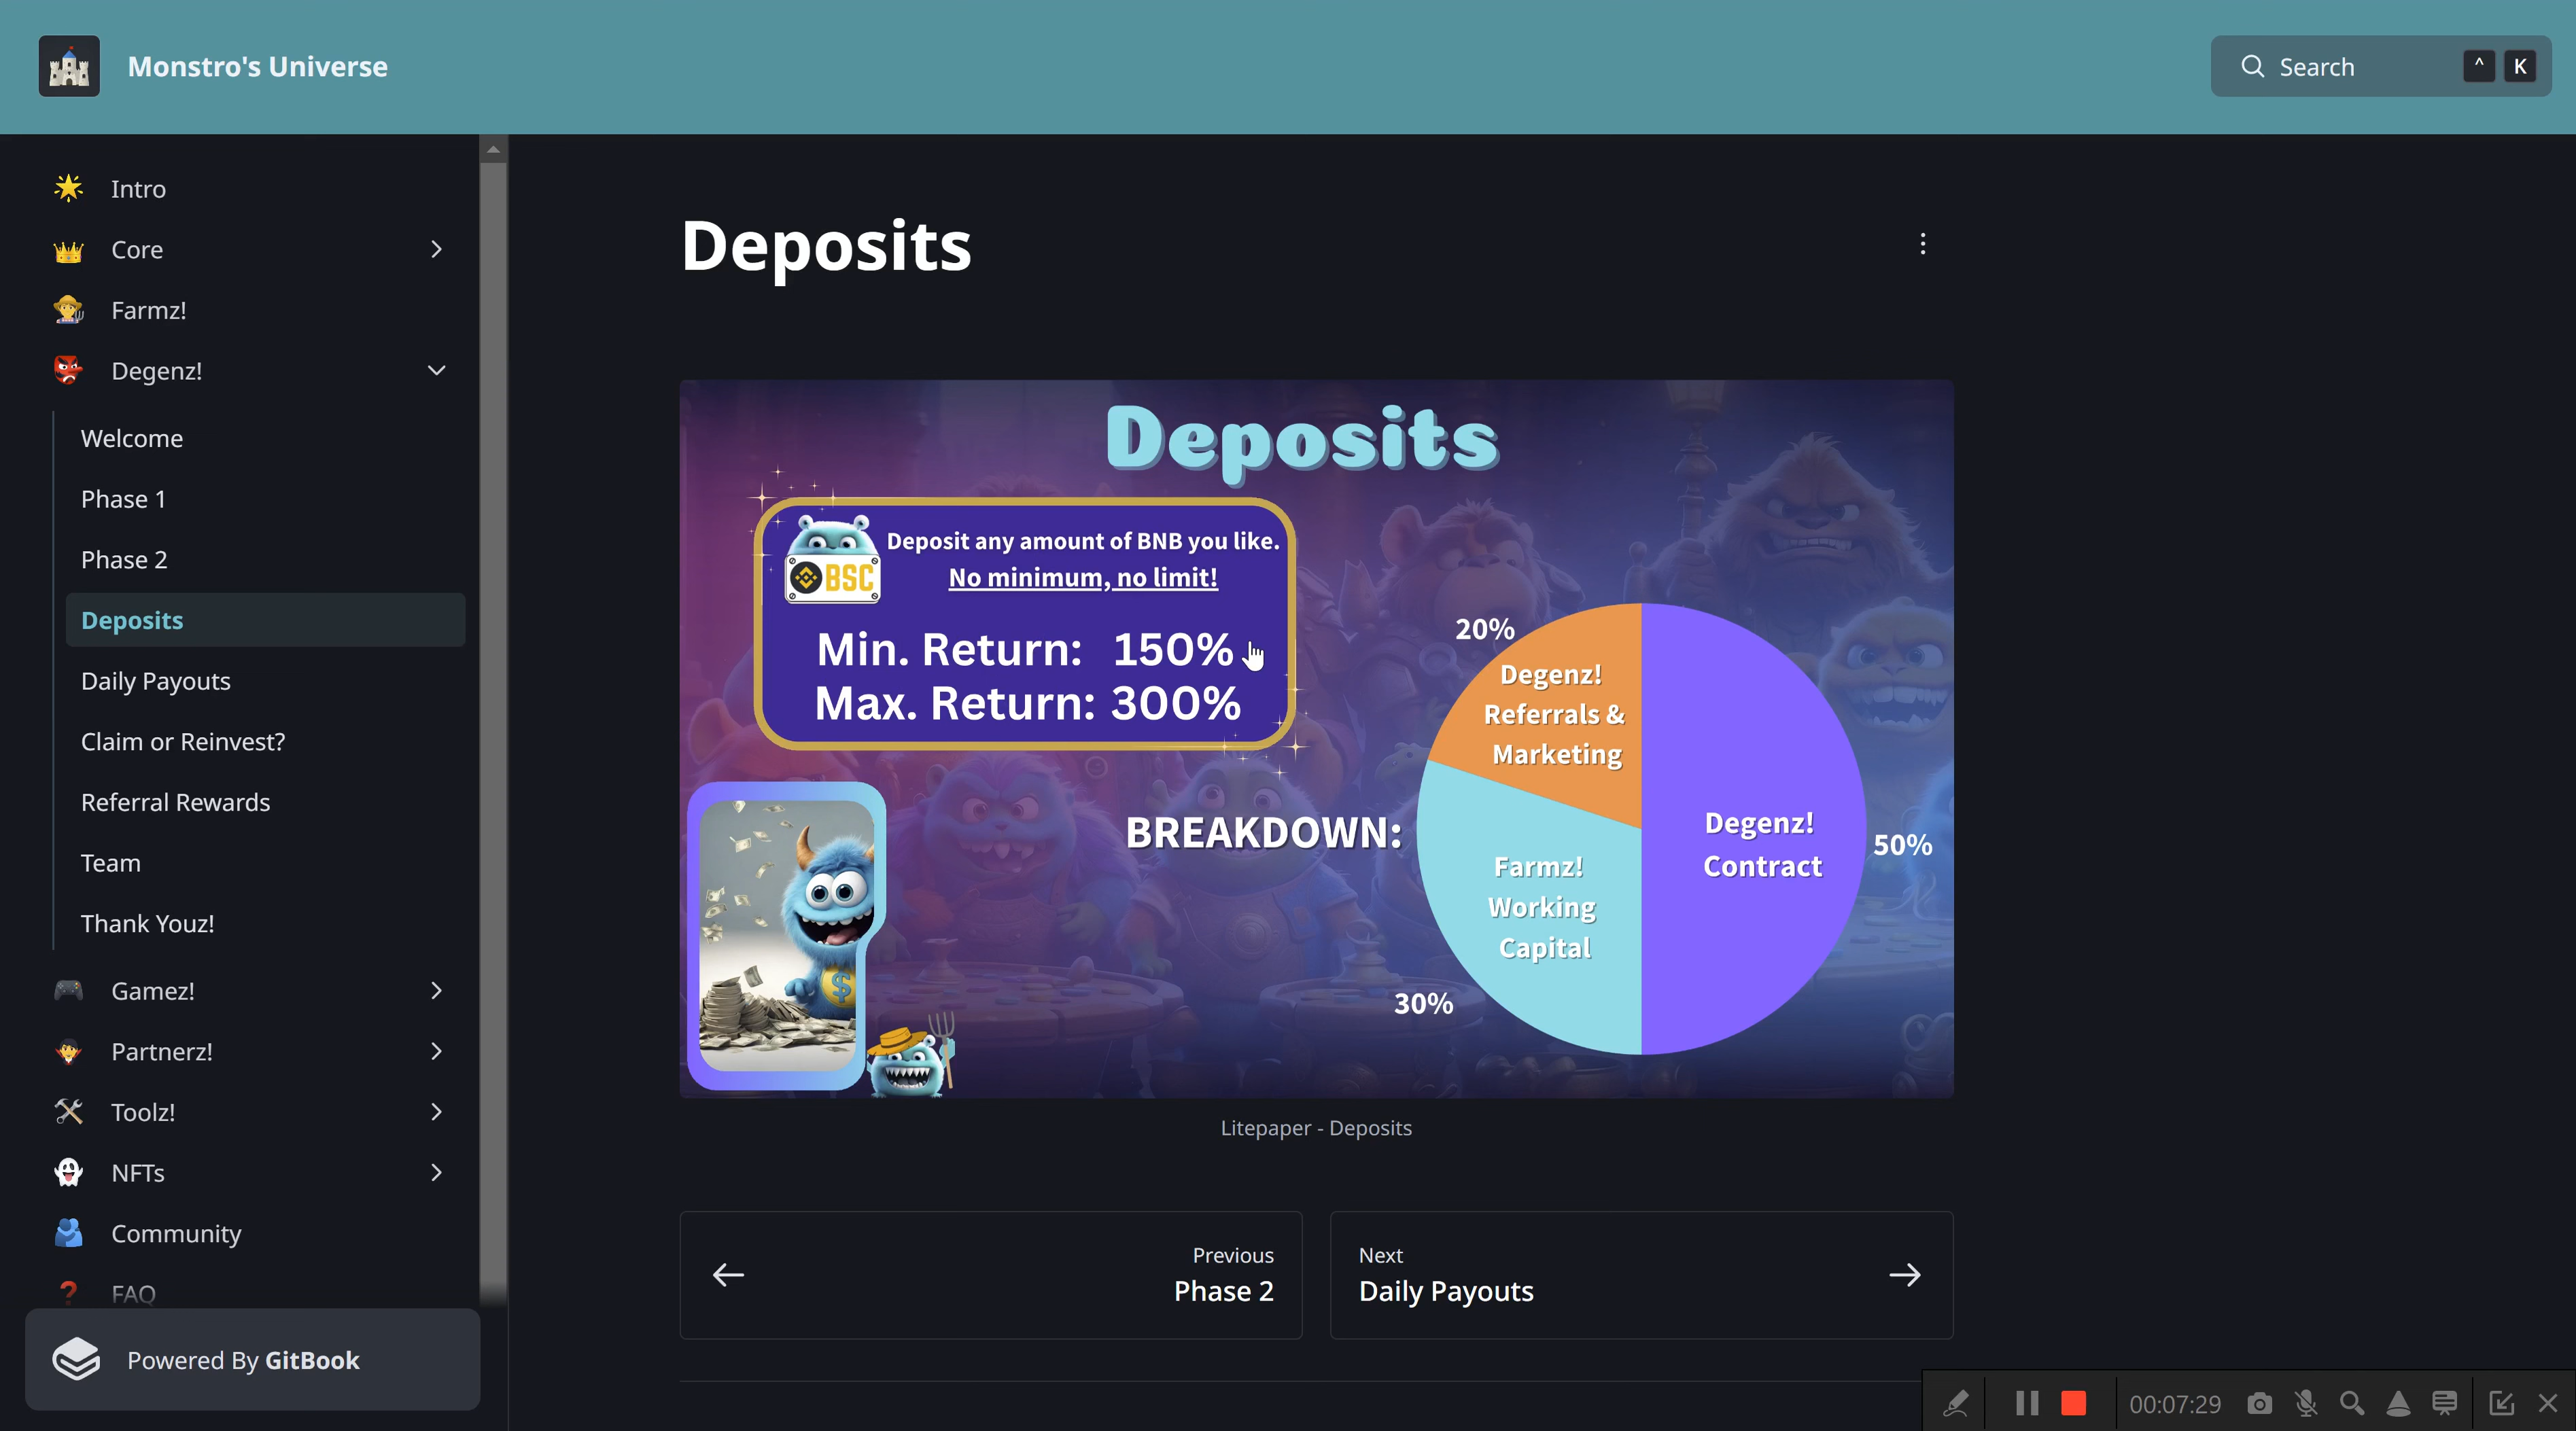 Monstro's Universe
Search
^
K
Intro
Core
Farmz!
Degenz!
Welcome
Phase 1
Phase 2
Deposits
Daily Payouts
Claim or Reinvest?
Referral Rewards
Team
Thank Youz!
Gamez!
Partnerz!
Toolz!
NFTs
Community
FAQ
Powered By GitBook
Deposits
Deposits
Deposit any amount of BNB you like.
No minimum, no limit!
BSC
Min. Return: 150%
Max. Return: 300%
BREAKDOWN:
20%
Degenz!
Referrals &
Marketing
Degenz!
Contract
50%
Farmz!
Working
Capital
30%
$
Litepaper - Deposits
Previous
Phase 2
Next
Daily Payouts
00:07:29